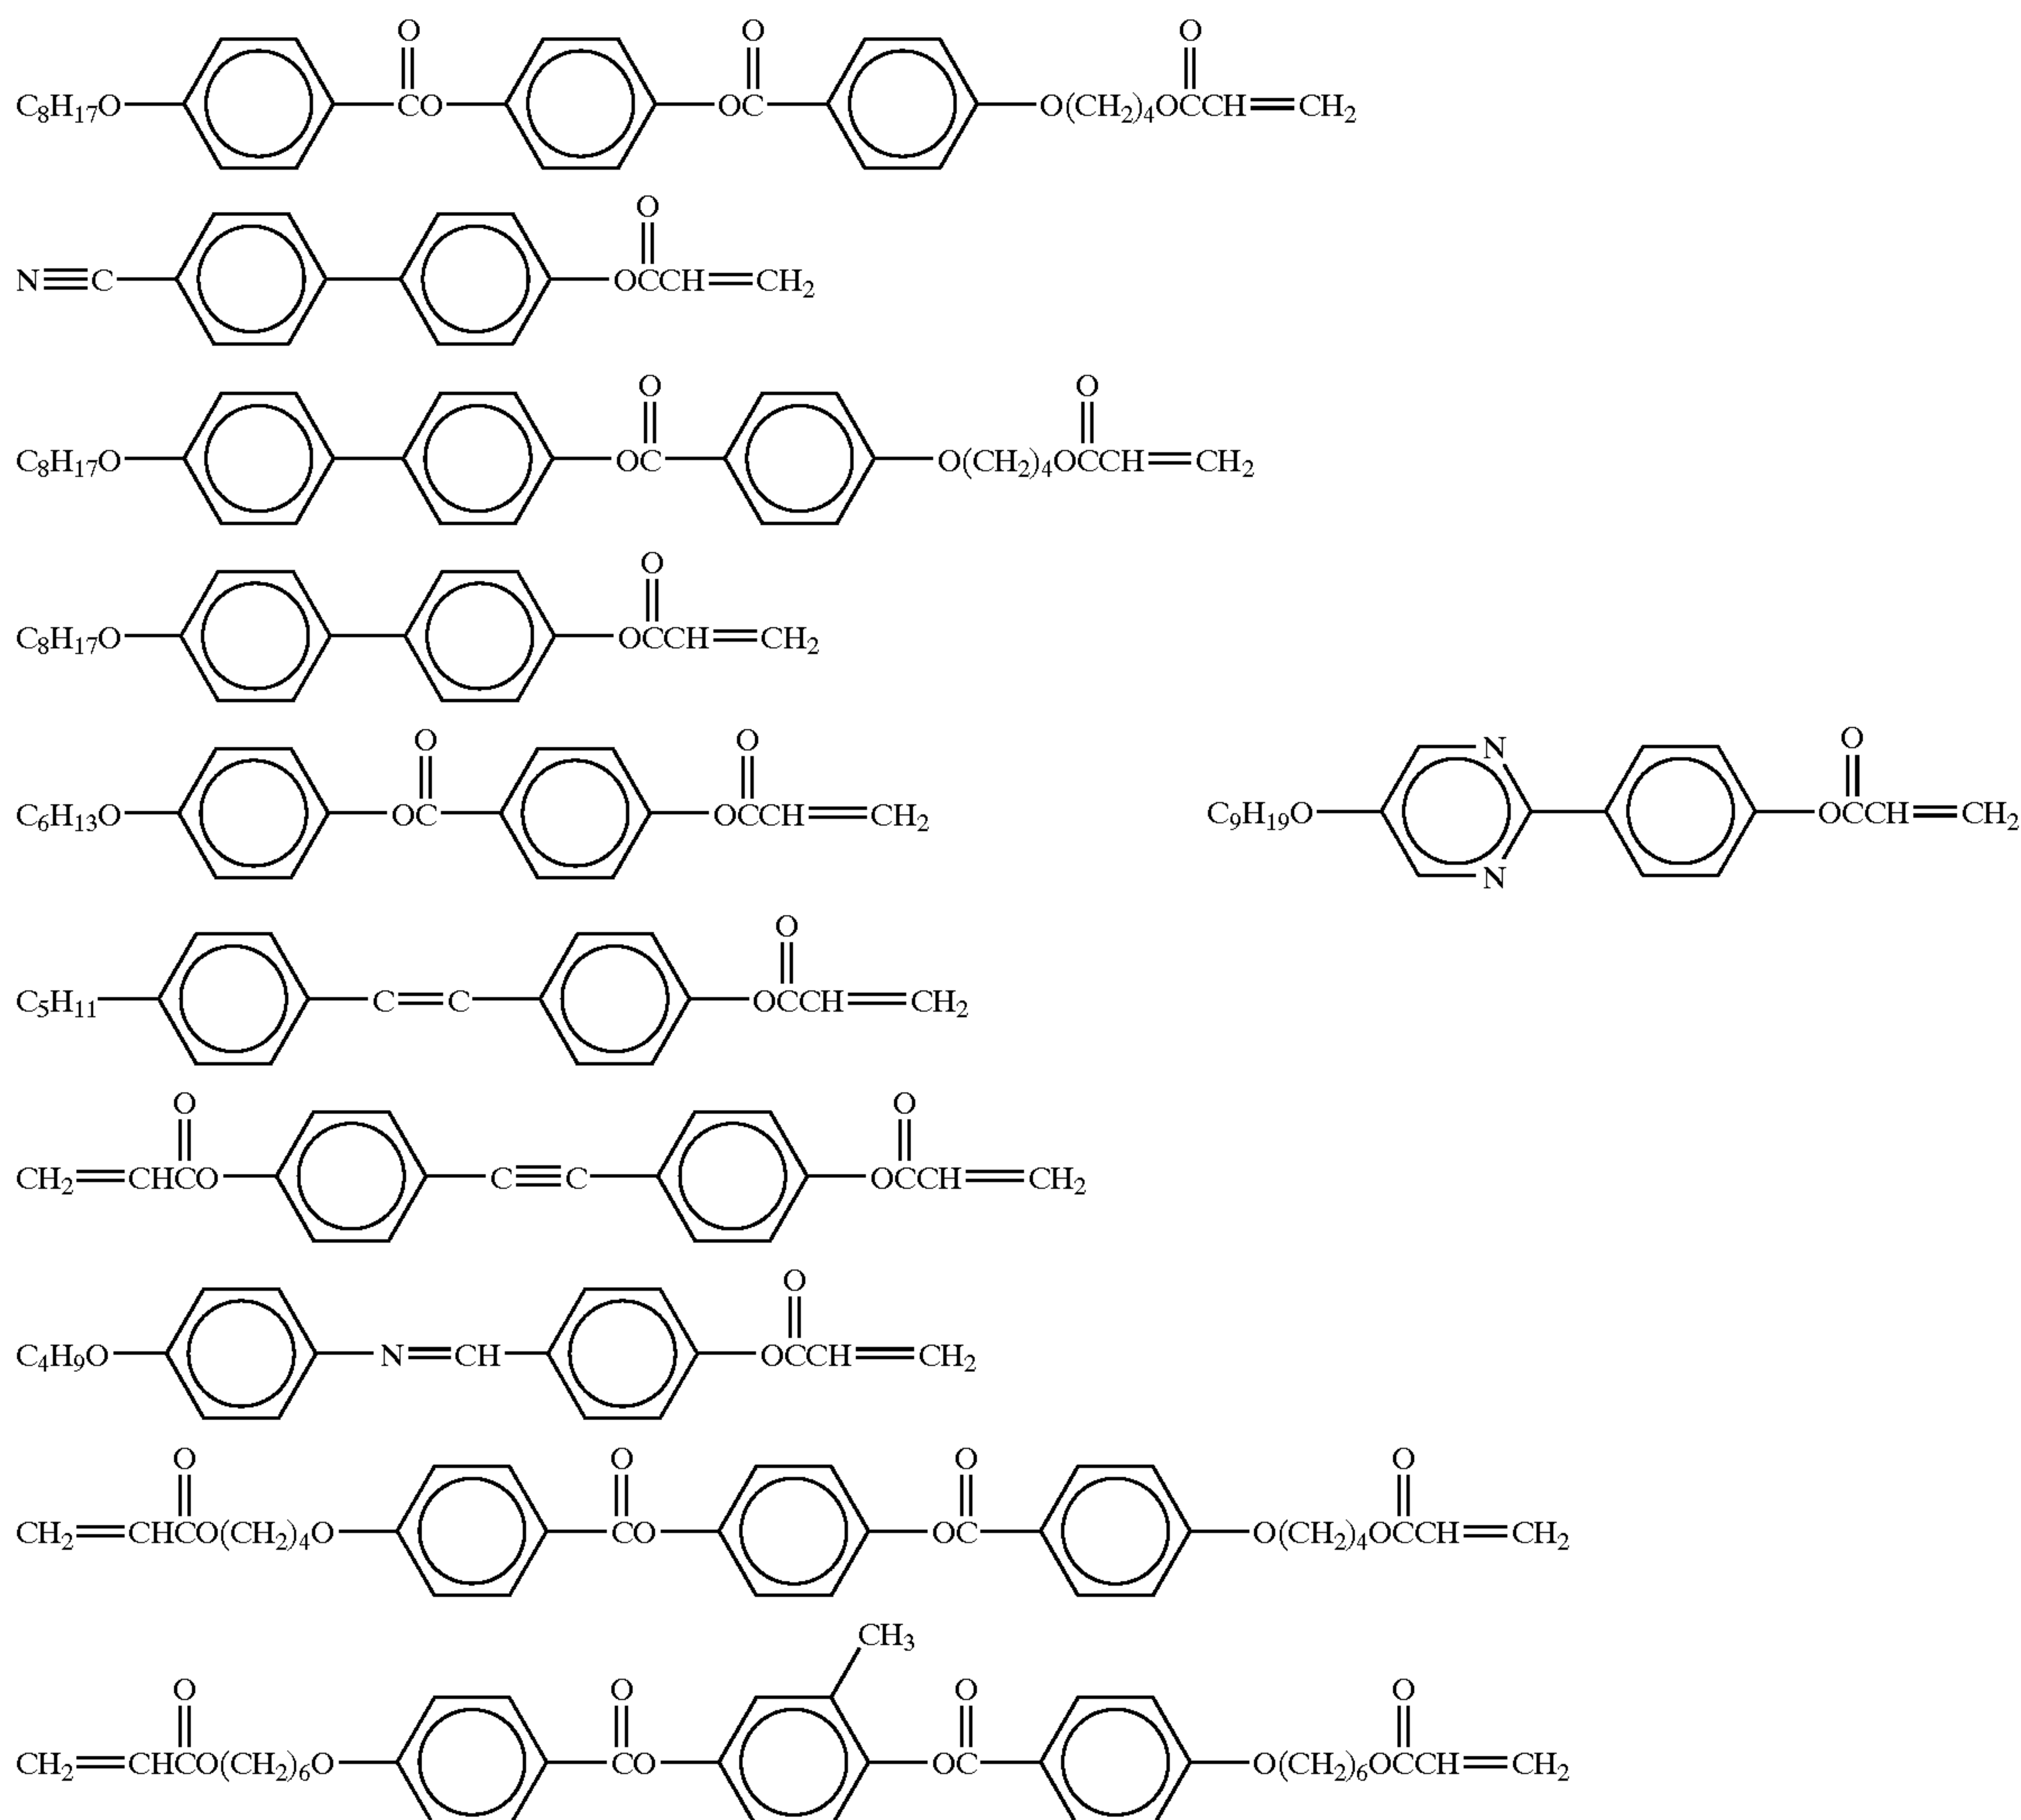 O O O
C8H17O CO OC O(CH2)4OCCH=CH2
O
N≡C OCCH=CH2
O O
C8H17O OC O(CH2)4OCCH=CH2
O
C8H17O OCCH=CH2
O O O
C6H13O OC OCCH=CH2 C9H19O N N OCCH=CH2
O
C5H11 C=C OCCH=CH2
O O
CH2=CHCO C≡C OCCH=CH2
O
C4H9O N=CH OCCH=CH2
O O O O
CH2=CHCO(CH2)4O CO OC O(CH2)4OCCH=CH2
CH3
O O O O
CH2=CHCO(CH2)6O CO OC O(CH2)6OCCH=CH2